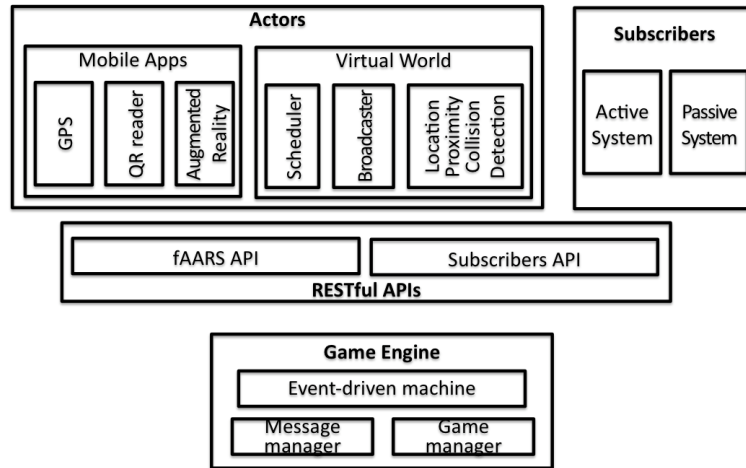 Actors
Mobile Apps
GPS
QR reader
Augmented
Reality
Virtual World
Scheduler
Broadcaster
Location
Proximity
Collision
Detection
Subscribers
Active
System
Passive
System
fAARS API
Subscribers API
RESTful APIs
Game Engine
Event-driven machine
Message
manager
Game
manager